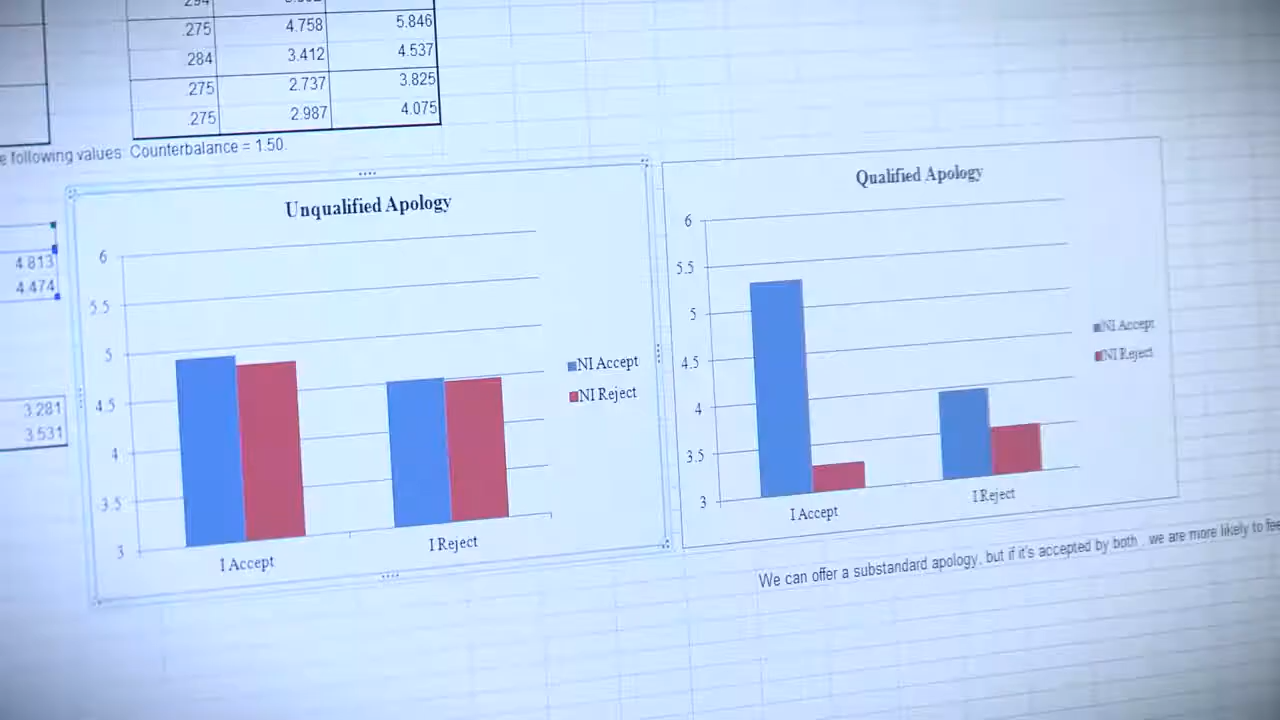 .275 4.758 5.846
.284 3.412 4.537
.275 2.737 3.825
.275 2.987 4.075
following values: Counterbalance = 1.50.
4.813
4.474
3.281
3.531
Unqualified Apology
6
5.5
5
4.5
4
3.5
3
I Accept
I Reject
NI Accept
NI Reject
Qualified Apology
6
5.5
5
4.5
4
3.5
3
I Accept
I Reject
NI Accept
NI Reject
We can offer a substandard apology, but if it's accepted by both , we are more likely to